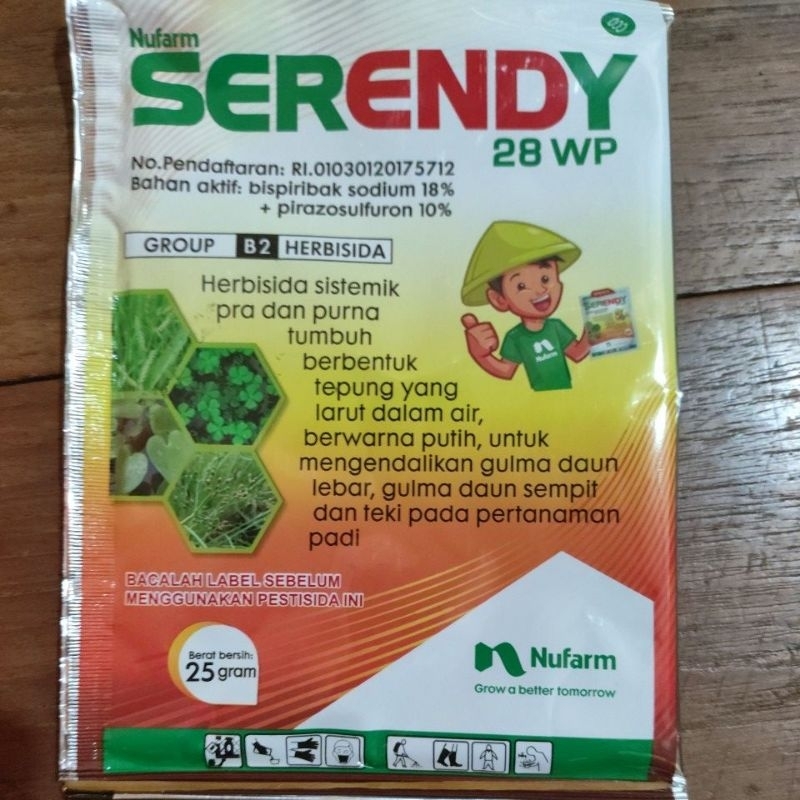 Nufarm
SERENDY
28 WP
No.Pendaftaran: RI.01030120175712
Bahan aktif: bispiribak sodium 18%
+ pirazosulfuron 10%
GROUP B2 HERBISIDA
Herbisida sistemik
pra dan purna
tumbuh
berbentuk
tepung yang
larut dalam air,
berwarna putih, untuk
mengendalikan gulma daun
lebar, gulma daun sempit
dan teki pada pertanaman
padi
Nufarm
SERENDY
BACALAH LABEL SEBELUM
MENGGUNAKAN PESTISIDA INI
Berat bersih:
25 gram
Nufarm
Grow a better tomorrow